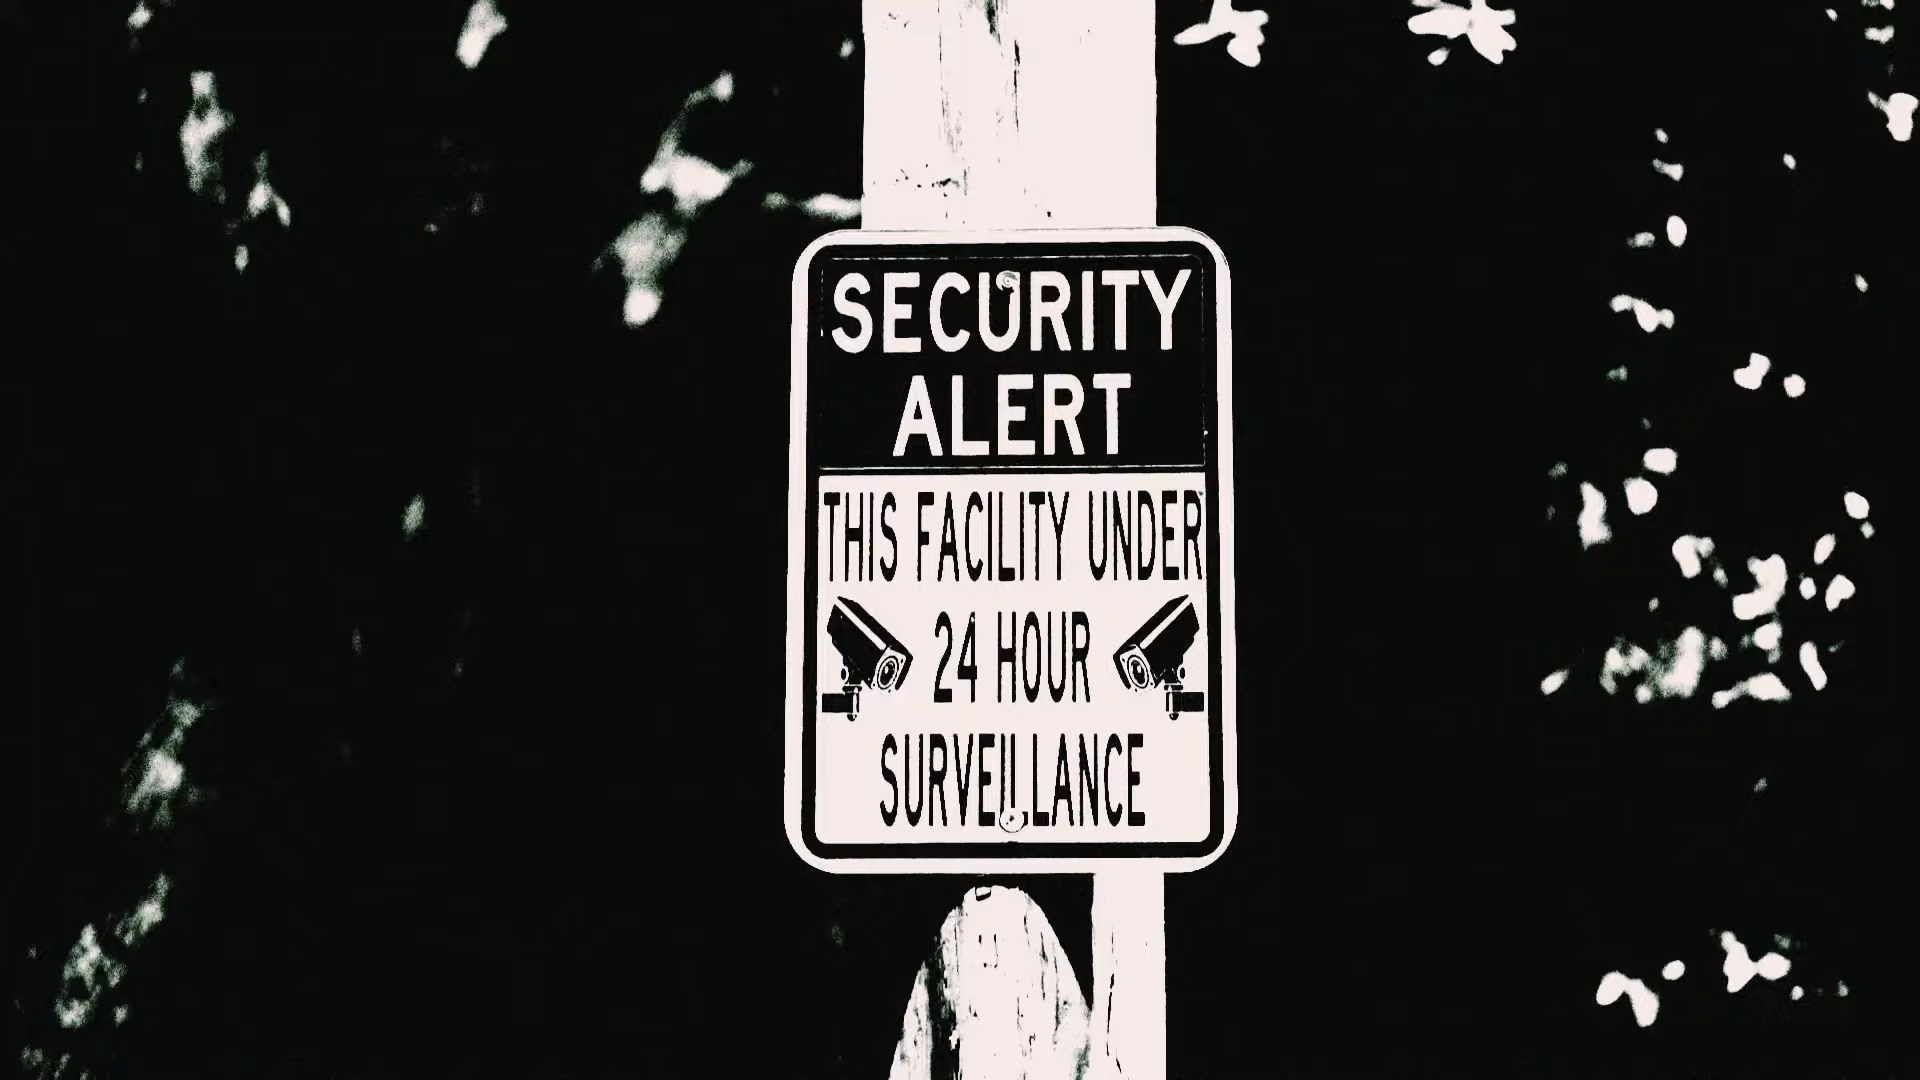 SECURITY
ALERT
THIS FACILITY UNDER
24 HOUR
SURVEILLANCE